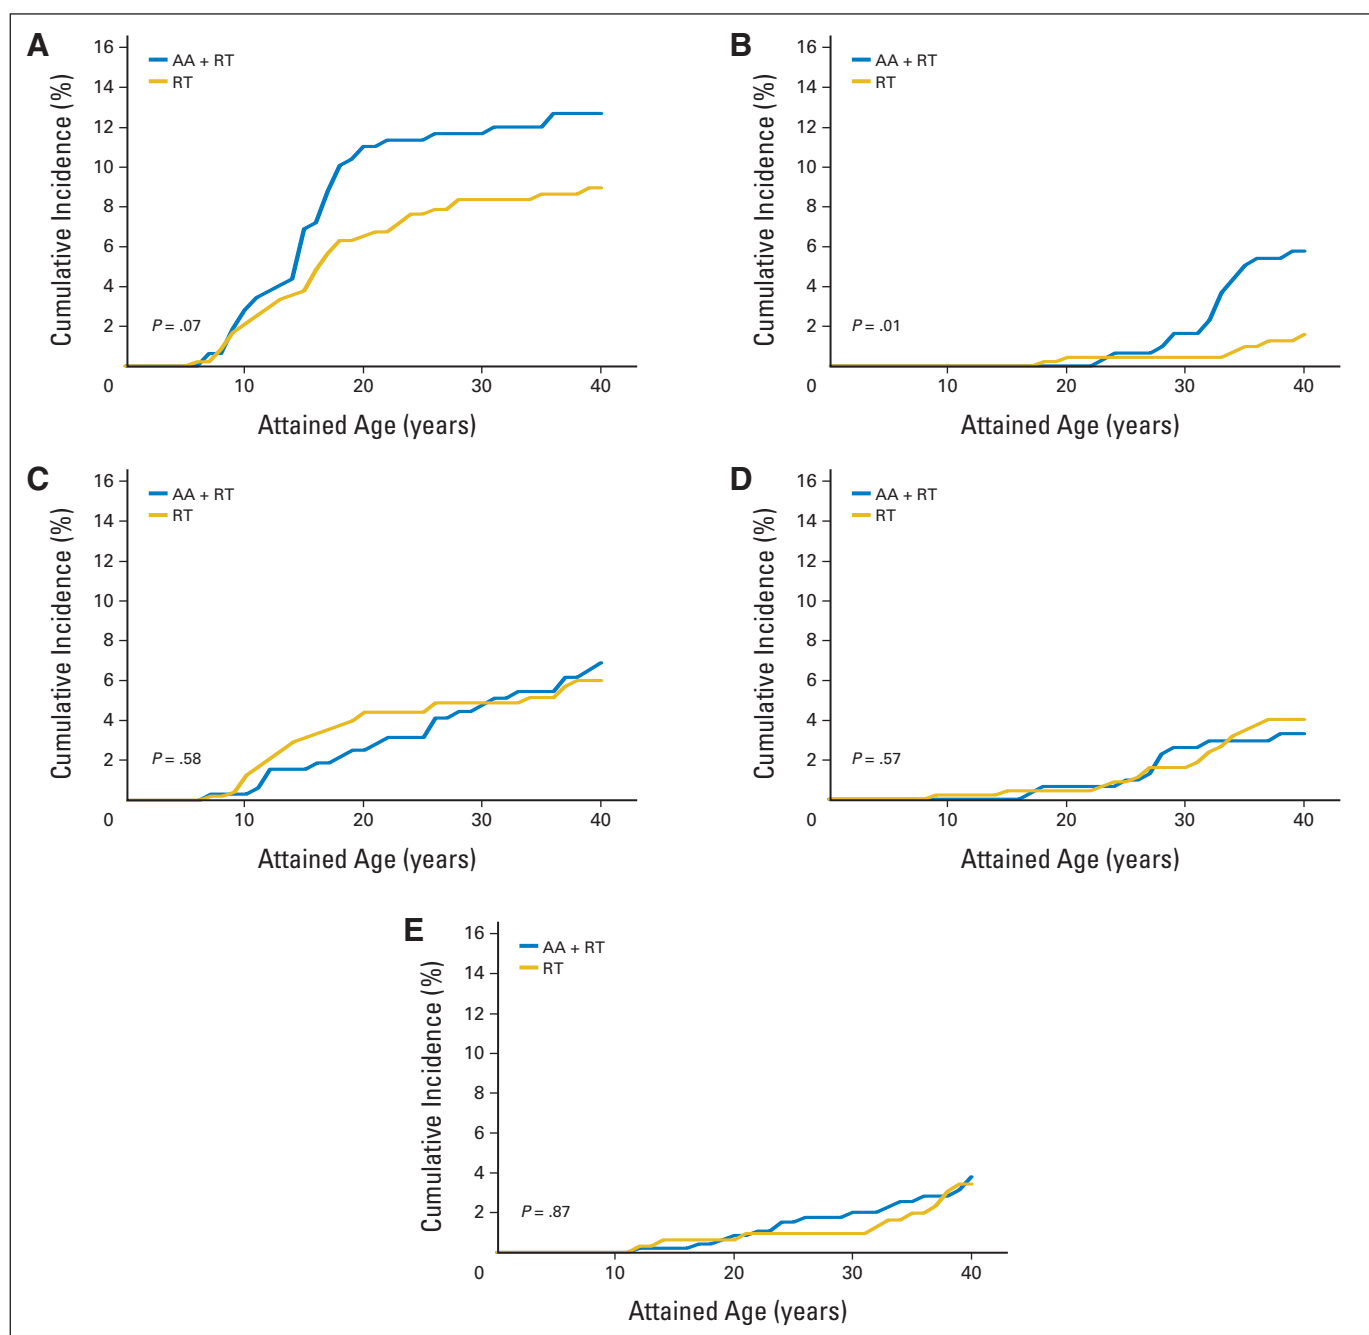 A
Cumulative Incidence (%)
16
14
12
10
8
6
4
2
AA + RT
RT
P = .07
0
10
20
30
40
Attained Age (years)
B
Cumulative Incidence (%)
16
14
12
10
8
6
4
2
AA + RT
RT
P = .01
0
10
20
30
40
Attained Age (years)
C
Cumulative Incidence (%)
16
14
12
10
8
6
4
2
AA + RT
RT
P = .58
0
10
20
30
40
Attained Age (years)
D
Cumulative Incidence (%)
16
14
12
10
8
6
4
2
AA + RT
RT
P = .57
0
10
20
30
40
Attained Age (years)
E
Cumulative Incidence (%)
16
14
12
10
8
6
4
2
AA + RT
RT
P = .87
0
10
20
30
40
Attained Age (years)